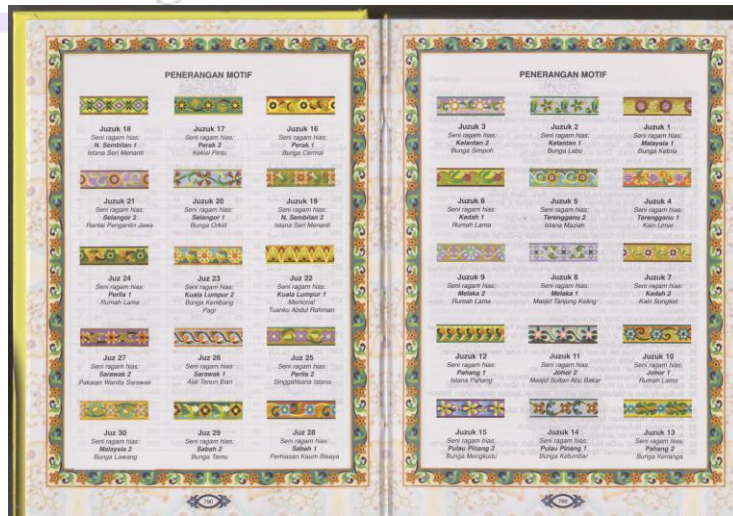 PENERANGAN MOTIF
Juzuk 3
Seni ragam hias:
Kelantan 2
Bunga Simpoh
Juzuk 2
Seni ragam hias:
Kelantan 1
Bunga Labu
Juzuk 1
Seni ragam hias:
Malaysia 1
Bunga Ketola
Juzuk 6
Seni ragam hias:
Kedah 1
Rumah Lama
Juzuk 5
Seni ragam hias:
Terengganu 2
Istana Maziah
Juzuk 4
Seni ragam hias:
Terengganu 1
Kain Limar
Juzuk 9
Seni ragam hias:
Melaka 2
Rumah Lama
Juzuk 8
Seni ragam hias:
Melaka 1
Masjid Tanjung Keling
Juzuk 7
Seni ragam hias:
Kedah 2
Kain Songket
Juzuk 12
Seni ragam hias:
Pahang 1
Istana Pahang
Juzuk 11
Seni ragam hias:
Johor 2
Masjid Sultan Abu Bakar
Juzuk 10
Seni ragam hias:
Johor 1
Rumah Lama
Juzuk 15
Seni ragam hias:
Pulau Pinang 2
Bunga Mengkudu
Juzuk 14
Seni ragam hias:
Pulau Pinang 1
Bunga Ketumbar
Juzuk 13
Seni ragam hias:
Pahang 2
Bunga Keranga
789
PENERANGAN MOTIF
Juzuk 18
Seni ragam hias:
N. Sembilan 1
Istana Seri Menanti
Juzuk 17
Seni ragam hias:
Perak 2
Kekisi Pintu
Juzuk 16
Seni ragam hias:
Perak 1
Bunga Cermai
Juzuk 21
Seni ragam hias:
Selangor 2
Rantai Pengantin Jawa
Juzuk 20
Seni ragam hias:
Selangor 1
Bunga Orkid
Juzuk 19
Seni ragam hias:
N. Sembilan 2
Istana Seri Menanti
Juz 24
Seni ragam hias:
Perlis 1
Rumah Lama
Juz 23
Seni ragam hias:
Kuala Lumpur 2
Bunga Kembang
Pagi
Juz 22
Seni ragam hias:
Kuala Lumpur 1
Memorial
Tuanku Abdul Rahman
Juz 27
Seni ragam hias:
Sarawak 2
Pakaian Wanita Sarawak
Juz 26
Seni ragam hias:
Sarawak 1
Alat Tenun Iban
Juz 25
Seni ragam hias:
Perlis 2
Singgahsana Istana
Juz 30
Seni ragam hias:
Malaysia 2
Bunga Lawang
Juz 29
Seni ragam hias:
Sabah 2
Bunga Temu
Juz 28
Seni ragam hias:
Sabah 1
Perhiasan Kaum Bisaya
790